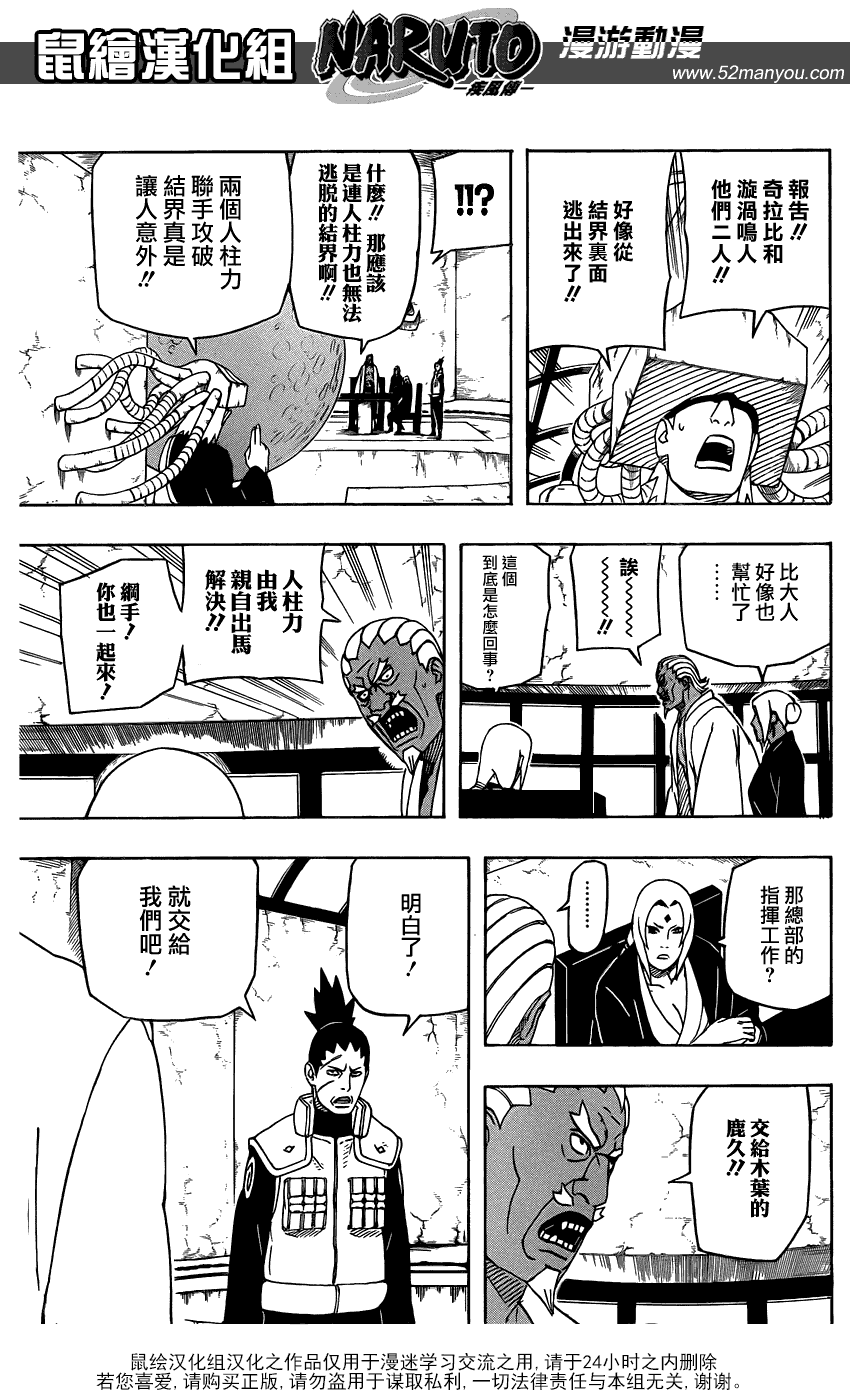 鼠繪漢化組
NARUTO
疾風傳
漫游動漫
www.52manyou.com
報告!!
奇拉比和
漩渦鳴人
他們二人!!
好像從
結界裏面
逃出來了!!
!!?
什麼!! 那應該
是連人柱力也無法
逃脫的結界啊!!
兩個人柱力
聯手攻破
結界真是
讓人意外!!
比大人
好像也
幫忙了
……
誒~~~~!!
這個
到底是怎麼回事?
人柱力
由我
親自出馬
解決!!
綱手!
你也一起來!
那總部的
指揮工作?
………
交給木葉的
鹿久!!
明白了!
就交給
我們吧!
鼠绘汉化组汉化之作品仅用于漫迷学习交流之用,请于24小时之内删除
若您喜爱,请购买正版,请勿盗用于谋取私利,一切法律责任与本组无关,谢谢。